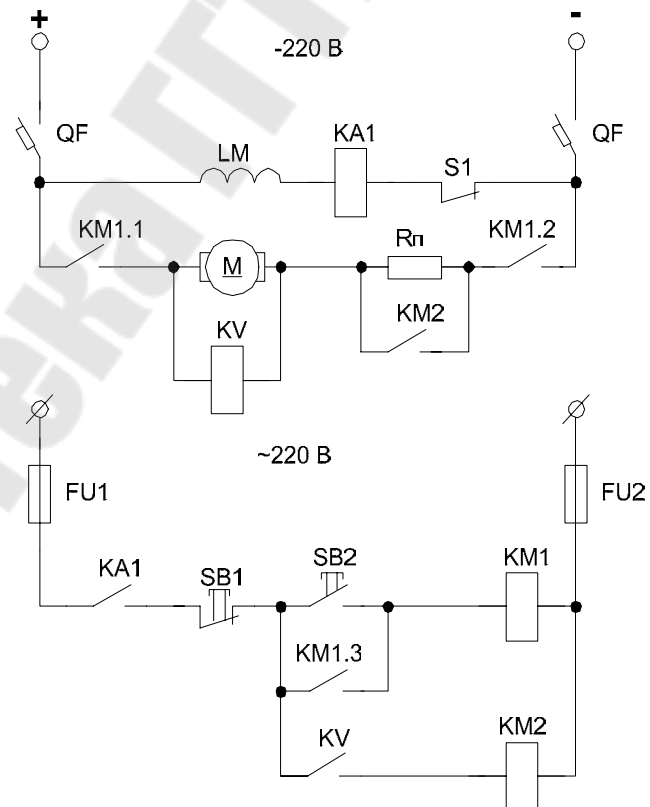 + -
-220 В
QF QF
LM KA1 S1
KM1.1 M Rп KM1.2
KV KM2
~220 В
FU1 FU2
KA1 SB1 SB2 KM1
KM1.3
KV KM2